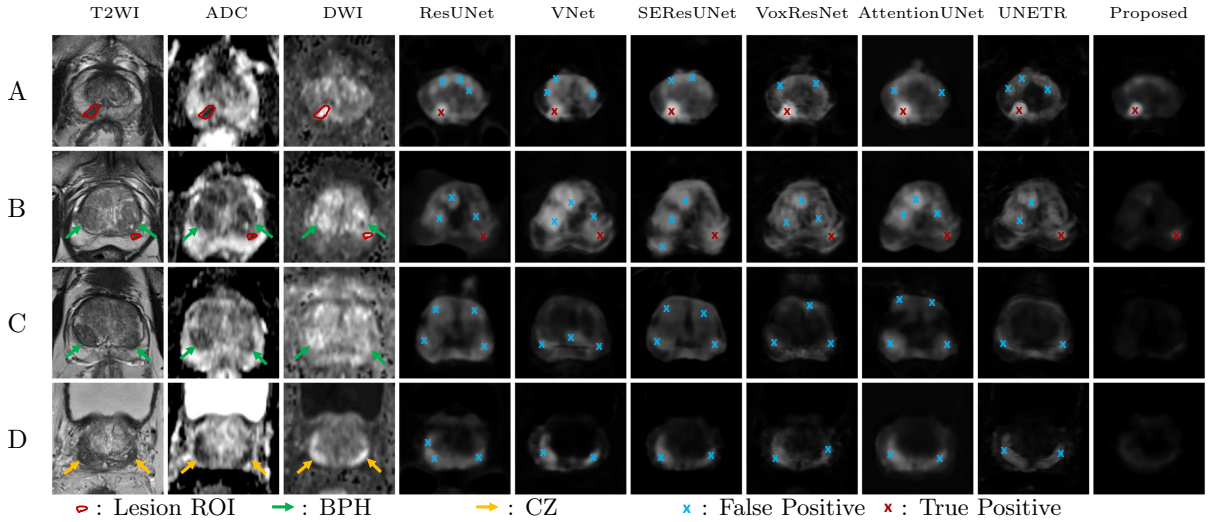 T2WI ADC DWI ResUNet VNet SEResUNet VoxResNet AttentionUNet UNETR Proposed
A
B
C
D
: Lesion ROI : BPH : CZ x : False Positive x : True Positive